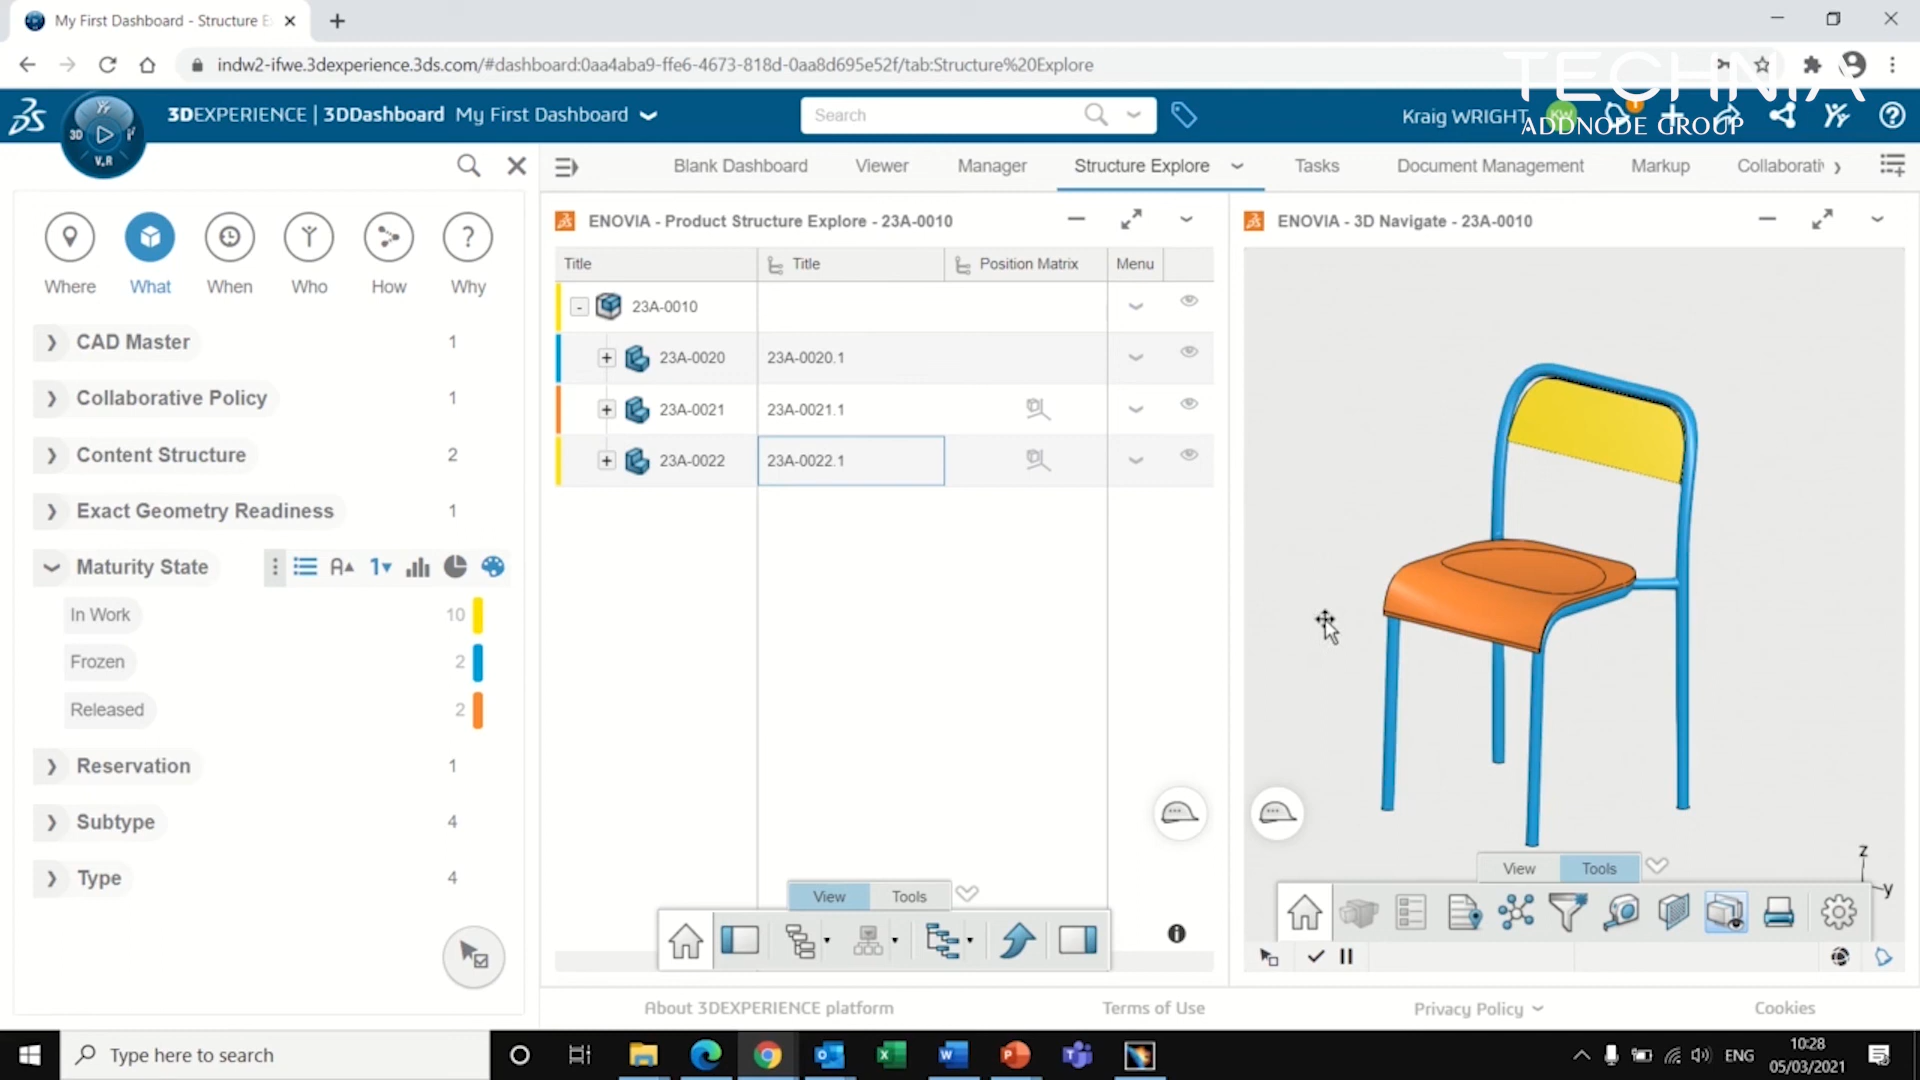 My First Dashboard - Structure E
indw2-ifwe.3dexperience.3ds.com/#dashboard:0aa4aba9-ffe6-4673-818d-0aa8d695e52f/tab:Structure%20Explore
TECHNIA
ADDNODE GROUP
3D
V.R
3DEXPERIENCE | 3DDashboard My First Dashboard
Search
Kraig WRIGHT
Blank Dashboard
Viewer
Manager
Structure Explore
Tasks
Document Management
Markup
Collaborativ
Where
What
When
Who
How
Why
CAD Master 1
Collaborative Policy 1
Content Structure 2
Exact Geometry Readiness 1
Maturity State
In Work 10
Frozen 2
Released 2
Reservation 1
Subtype 4
Type 4
ENOVIA - Product Structure Explore - 23A-0010
Title Title Position Matrix Menu
23A-0010
23A-0020 23A-0020.1
23A-0021 23A-0021.1
23A-0022 23A-0022.1
View Tools
ENOVIA - 3D Navigate - 23A-0010
View Tools
z
y
About 3DEXPERIENCE platform
Terms of Use
Privacy Policy
Cookies
Type here to search
ENG
10:28
05/03/2021